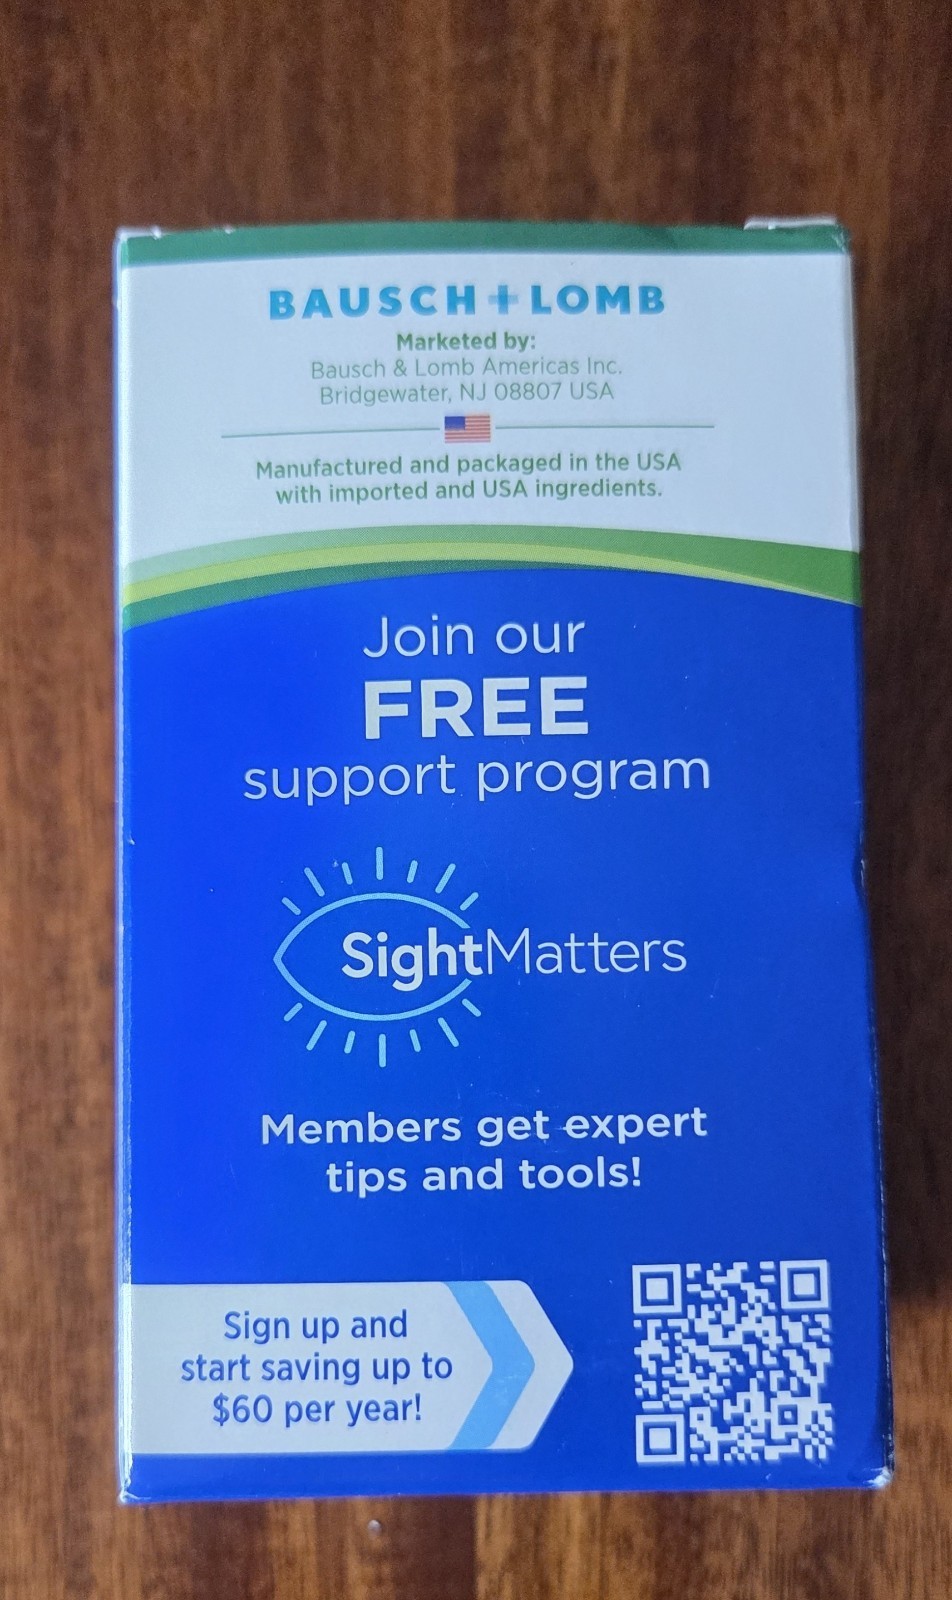 BAUSCH + LOMB
Marketed by:
Bausch & Lomb Americas Inc.
Bridgewater, NJ 08807 USA
Manufactured and packaged in the USA
with imported and USA ingredients.
Join our
FREE
support program
SightMatters
Members get expert
tips and tools!
Sign up and
start saving up to
$60 per year!